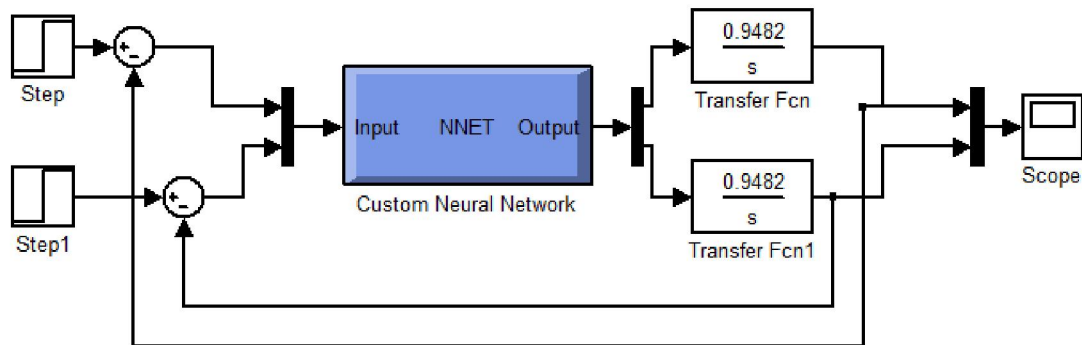 Step
+
-
0.9482
s
Transfer Fcn
Input NNET Output
Custom Neural Network
Step1
+
-
0.9482
s
Transfer Fcn1
Scope